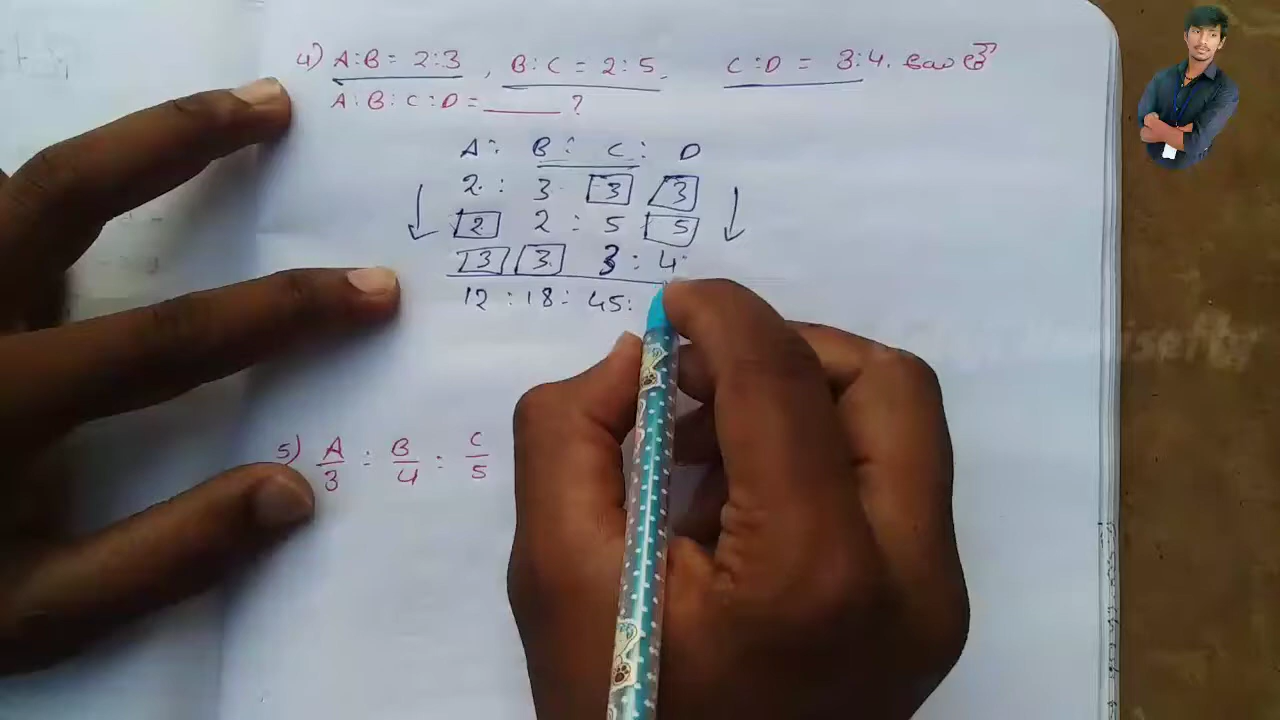 4) A:B = 2:3, B:C = 2:5, C:D = 3:4.
A:B:C:D = ______ ?
A: B: C: D
2: 3 3 3
2 2 : 5 5
3 3 3 : 4
12 : 18 : 45:
5) A/3 : B/4 : C/5